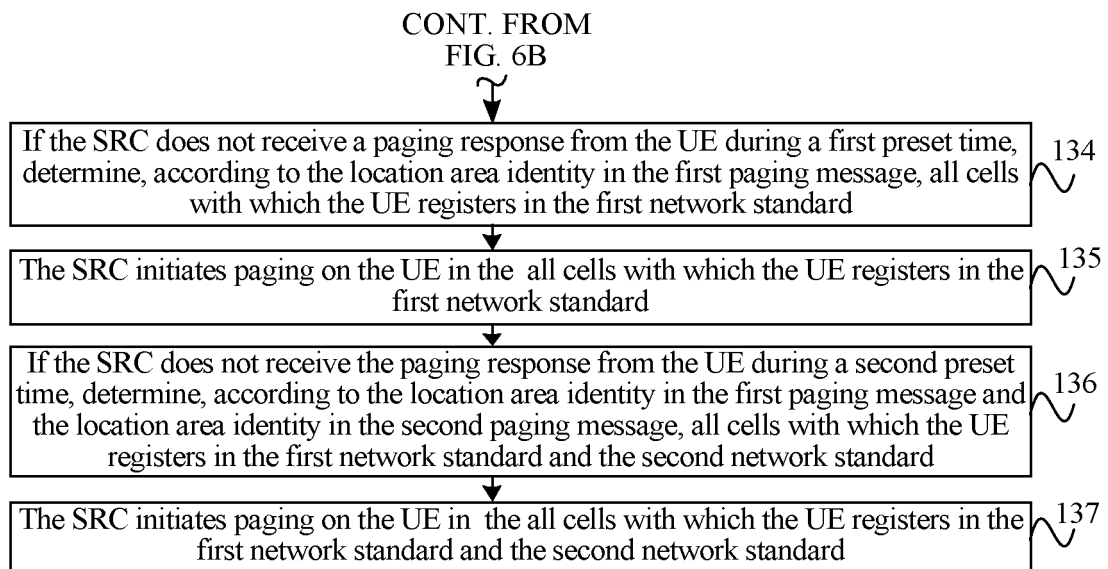 CONT. FROM
FIG. 6B
If the SRC does not receive a paging response from the UE during a first preset time,
determine, according to the location area identity in the first paging message, all cells
with which the UE registers in the first network standard
134
The SRC initiates paging on the UE in the all cells with which the UE registers in the
first network standard
135
If the SRC does not receive the paging response from the UE during a second preset
time, determine, according to the location area identity in the first paging message and
the location area identity in the second paging message, all cells with which the UE
registers in the first network standard and the second network standard
136
The SRC initiates paging on the UE in the all cells with which the UE registers in the
first network standard and the second network standard
137